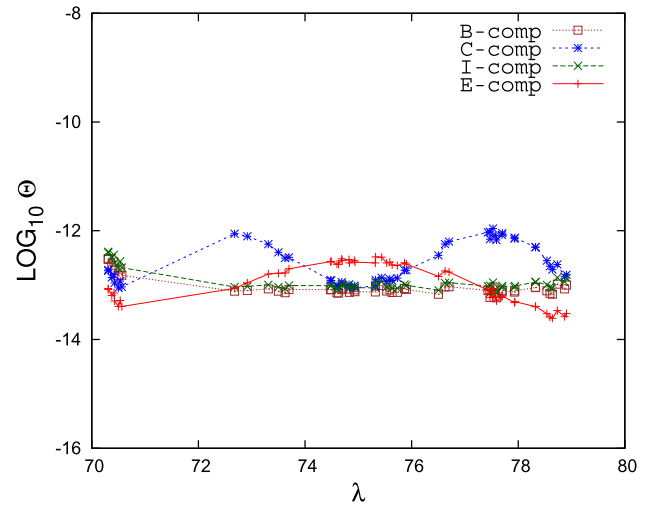 -8
B-comp
C-comp
I-comp
E-comp
-10
-12
-14
-16
LOG10 Θ
70 72 74 76 78 80
λ